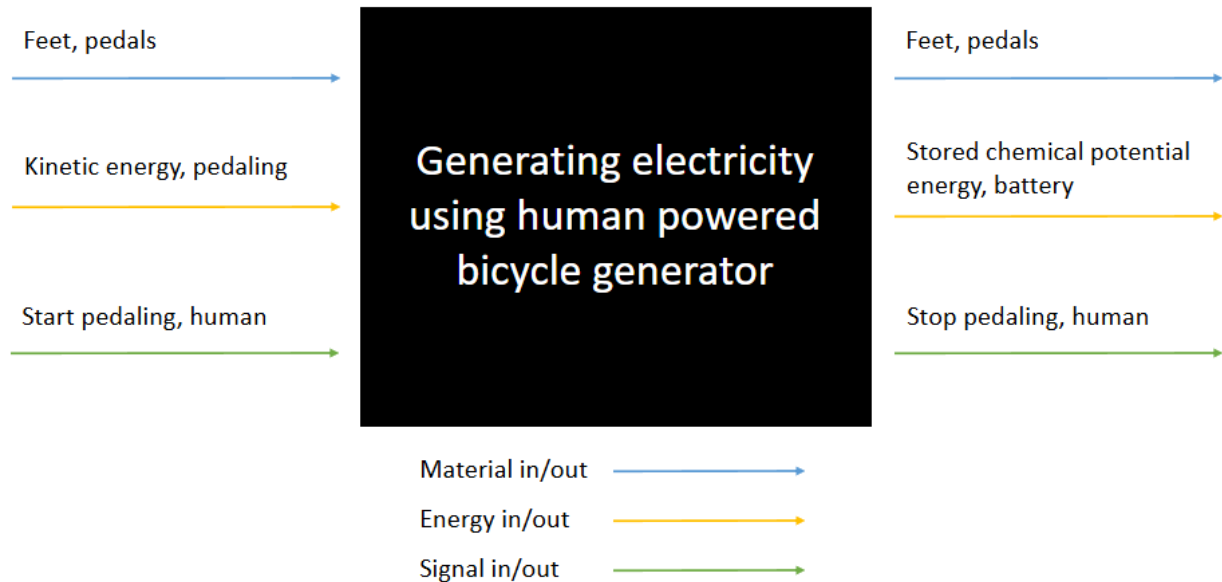 Feet, pedals
Kinetic energy, pedaling
Start pedaling, human
Generating electricity
using human powered
bicycle generator
Feet, pedals
Stored chemical potential
energy, battery
Stop pedaling, human
Material in/out
Energy in/out
Signal in/out